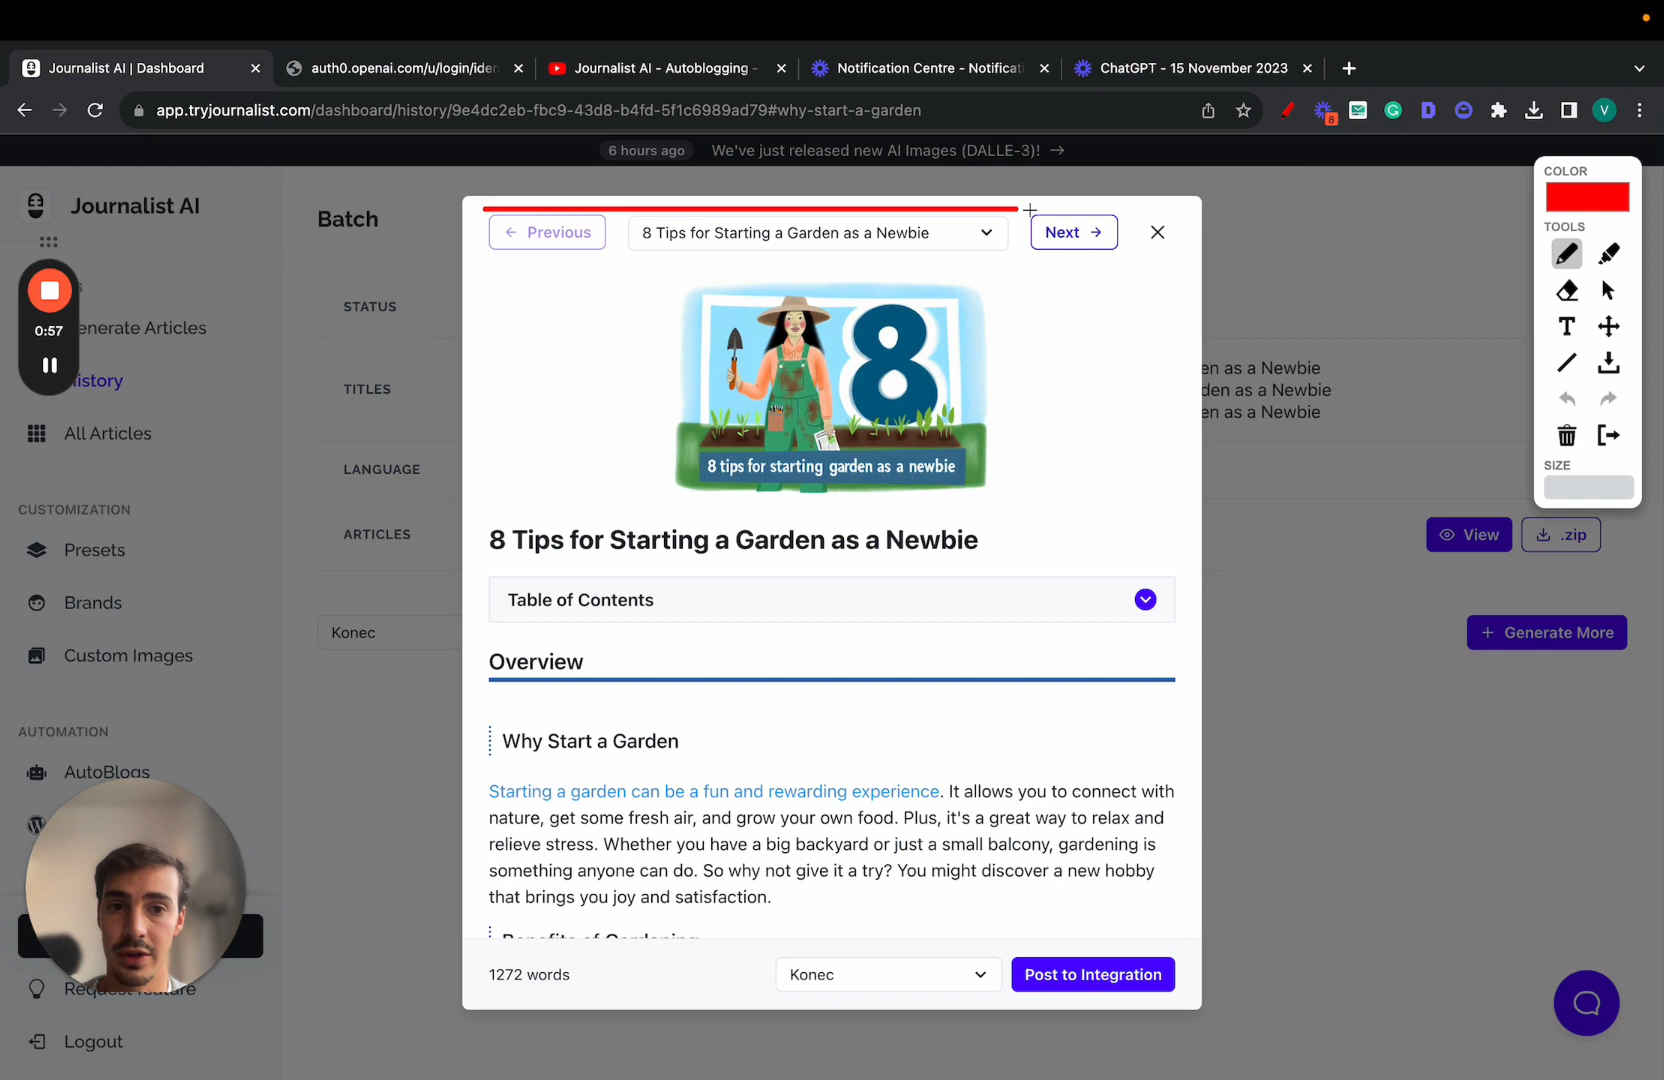 Journalist AI | Dashboard
auth0.openai.com/u/login/iden
Journalist AI - Autoblogging -
Notification Centre - Notificati
ChatGPT - 15 November 2023
app.tryjournalist.com/dashboard/history/9e4dc2eb-fbc9-43d8-b4fd-5f1c6989ad79#why-start-a-garden
8
V
6 hours ago We've just released new AI Images (DALLE-3)! →
COLOR
TOOLS
T
SIZE
Journalist AI
0:57
enerate Articles
istory
All Articles
CUSTOMIZATION
Presets
Brands
Custom Images
AUTOMATION
AutoBlogs
Request feature
Logout
Batch
STATUS
TITLES
en as a Newbie
den as a Newbie
en as a Newbie
LANGUAGE
ARTICLES
View
.zip
Konec
+ Generate More
← Previous
8 Tips for Starting a Garden as a Newbie
Next →
8
8 tips for starting garden as a newbie
8 Tips for Starting a Garden as a Newbie
Table of Contents
Overview
Why Start a Garden
Starting a garden can be a fun and rewarding experience. It allows you to connect with
nature, get some fresh air, and grow your own food. Plus, it's a great way to relax and
relieve stress. Whether you have a big backyard or just a small balcony, gardening is
something anyone can do. So why not give it a try? You might discover a new hobby
that brings you joy and satisfaction.
Benefits of Gardening
1272 words
Konec
Post to Integration